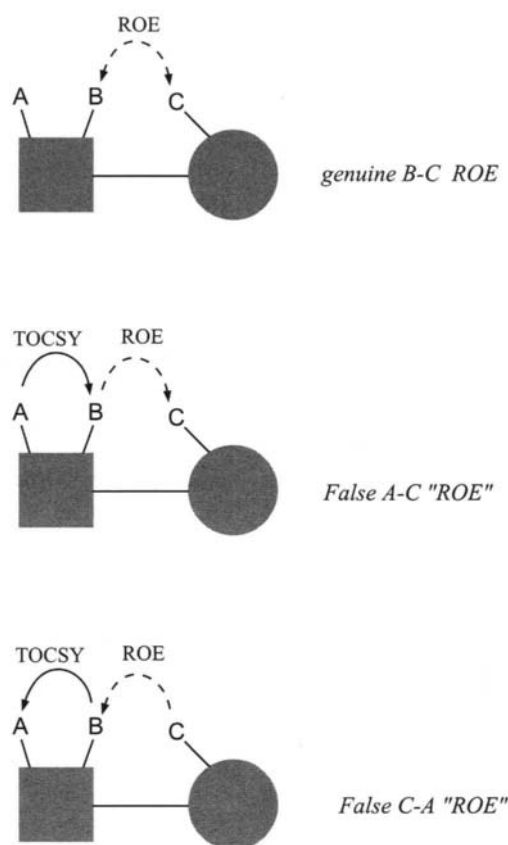 ROE
A B C
genuine B-C ROE
TOCSY ROE
A B C
False A-C "ROE"
TOCSY ROE
A B C
False C-A "ROE"